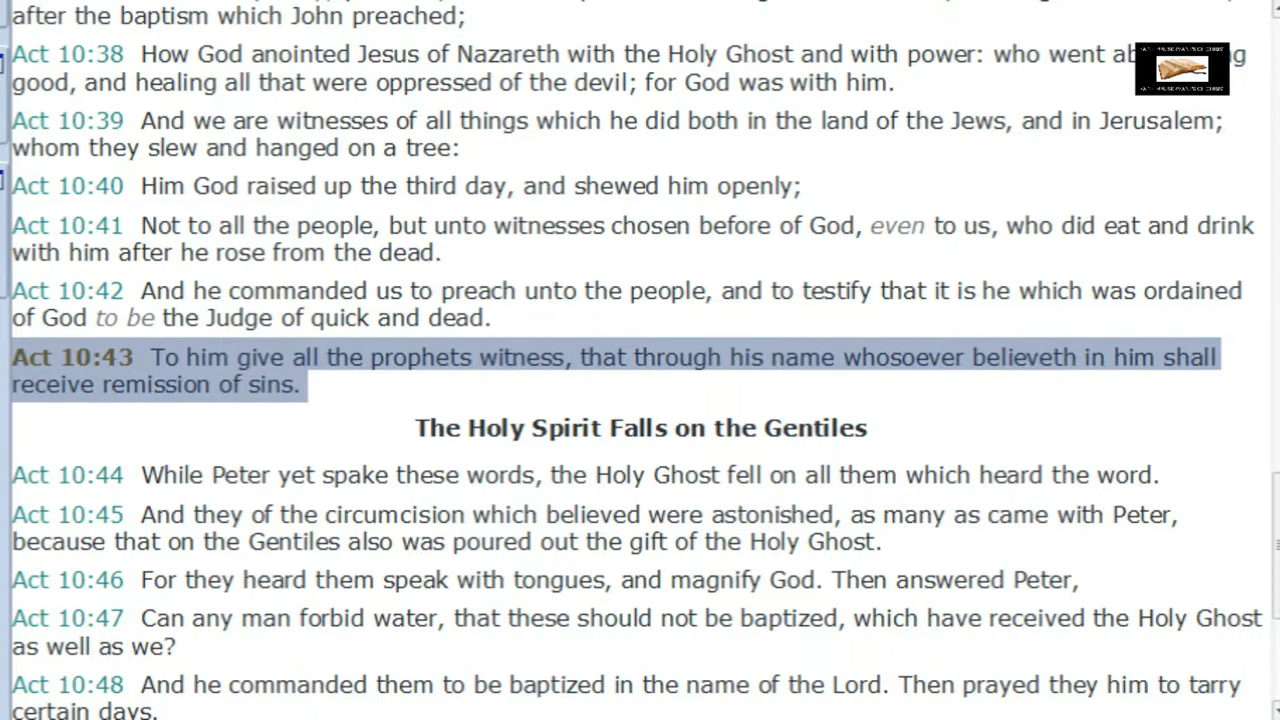 after the baptism which John preached;
Act 10:38 How God anointed Jesus of Nazareth with the Holy Ghost and with power: who went
good, and healing all that were oppressed of the devil; for God was with him.
Act 10:39 And we are witnesses of all things which he did both in the land of the Jews, and in Jerusalem;
whom they slew and hanged on a tree:
Act 10:40 Him God raised up the third day, and shewed him openly;
Act 10:41 Not to all the people, but unto witnesses chosen before of God, even to us, who did eat and drink
with him after he rose from the dead.
Act 10:42 And he commanded us to preach unto the people, and to testify that it is he which was ordained
of God to be the Judge of quick and dead.
Act 10:43 To him give all the prophets witness, that through his name whosoever believeth in him shall
receive remission of sins.
The Holy Spirit Falls on the Gentiles
Act 10:44 While Peter yet spake these words, the Holy Ghost fell on all them which heard the word.
Act 10:45 And they of the circumcision which believed were astonished, as many as came with Peter,
because that on the Gentiles also was poured out the gift of the Holy Ghost.
Act 10:46 For they heard them speak with tongues, and magnify God. Then answered Peter,
Act 10:47 Can any man forbid water, that these should not be baptized, which have received the Holy Ghost
as well as we?
Act 10:48 And he commanded them to be baptized in the name of the Lord. Then prayed they him to tarry
certain days.